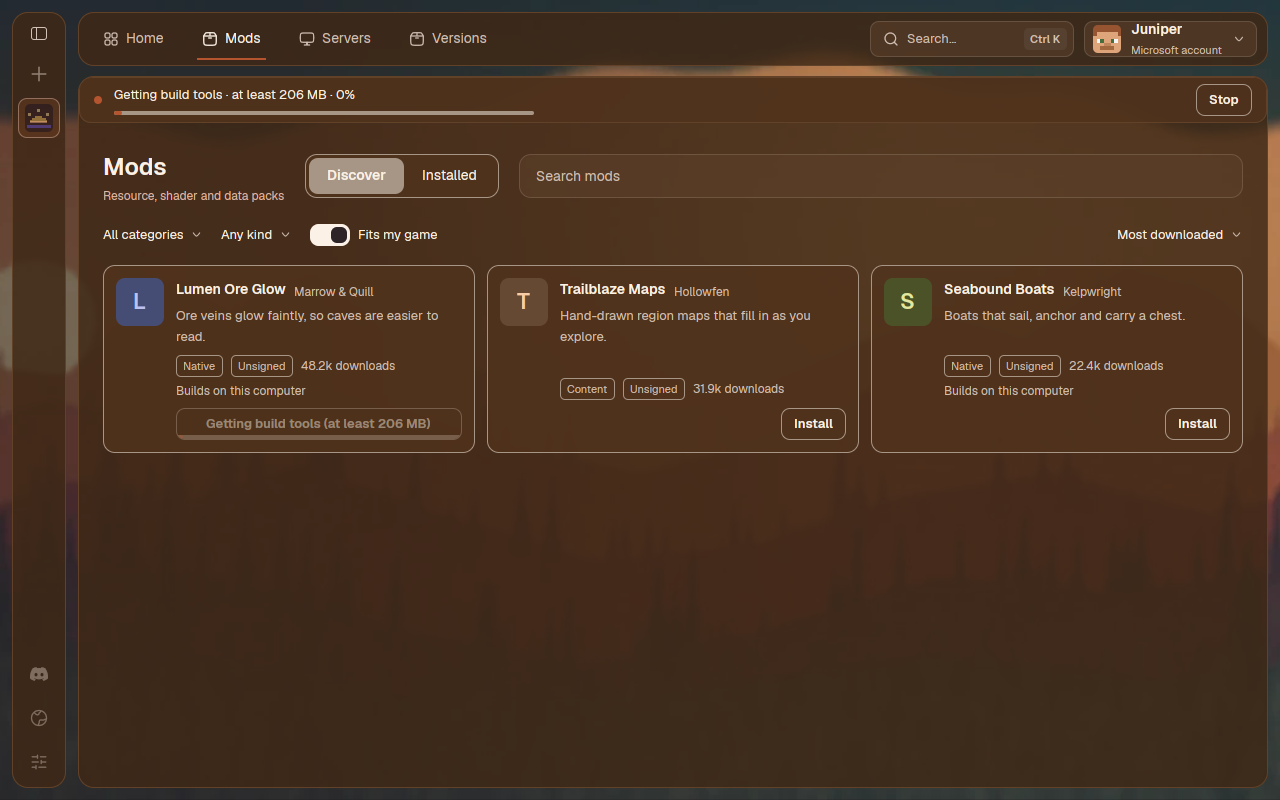 Home
Mods
Servers
Versions
Search...
Ctrl K
Juniper
Microsoft account
Getting build tools · at least 206 MB · 0%
Stop
Mods
Resource, shader and data packs
Discover
Installed
Search mods
All categories
Any kind
Fits my game
Most downloaded
L
Lumen Ore Glow Marrow & Quill
Ore veins glow faintly, so caves are easier to
read.
Native Unsigned 48.2k downloads
Builds on this computer
Getting build tools (at least 206 MB)
T
Trailblaze Maps Hollowfen
Hand-drawn region maps that fill in as you
explore.
Content Unsigned 31.9k downloads
Install
S
Seabound Boats Kelpwright
Boats that sail, anchor and carry a chest.
Native Unsigned 22.4k downloads
Builds on this computer
Install